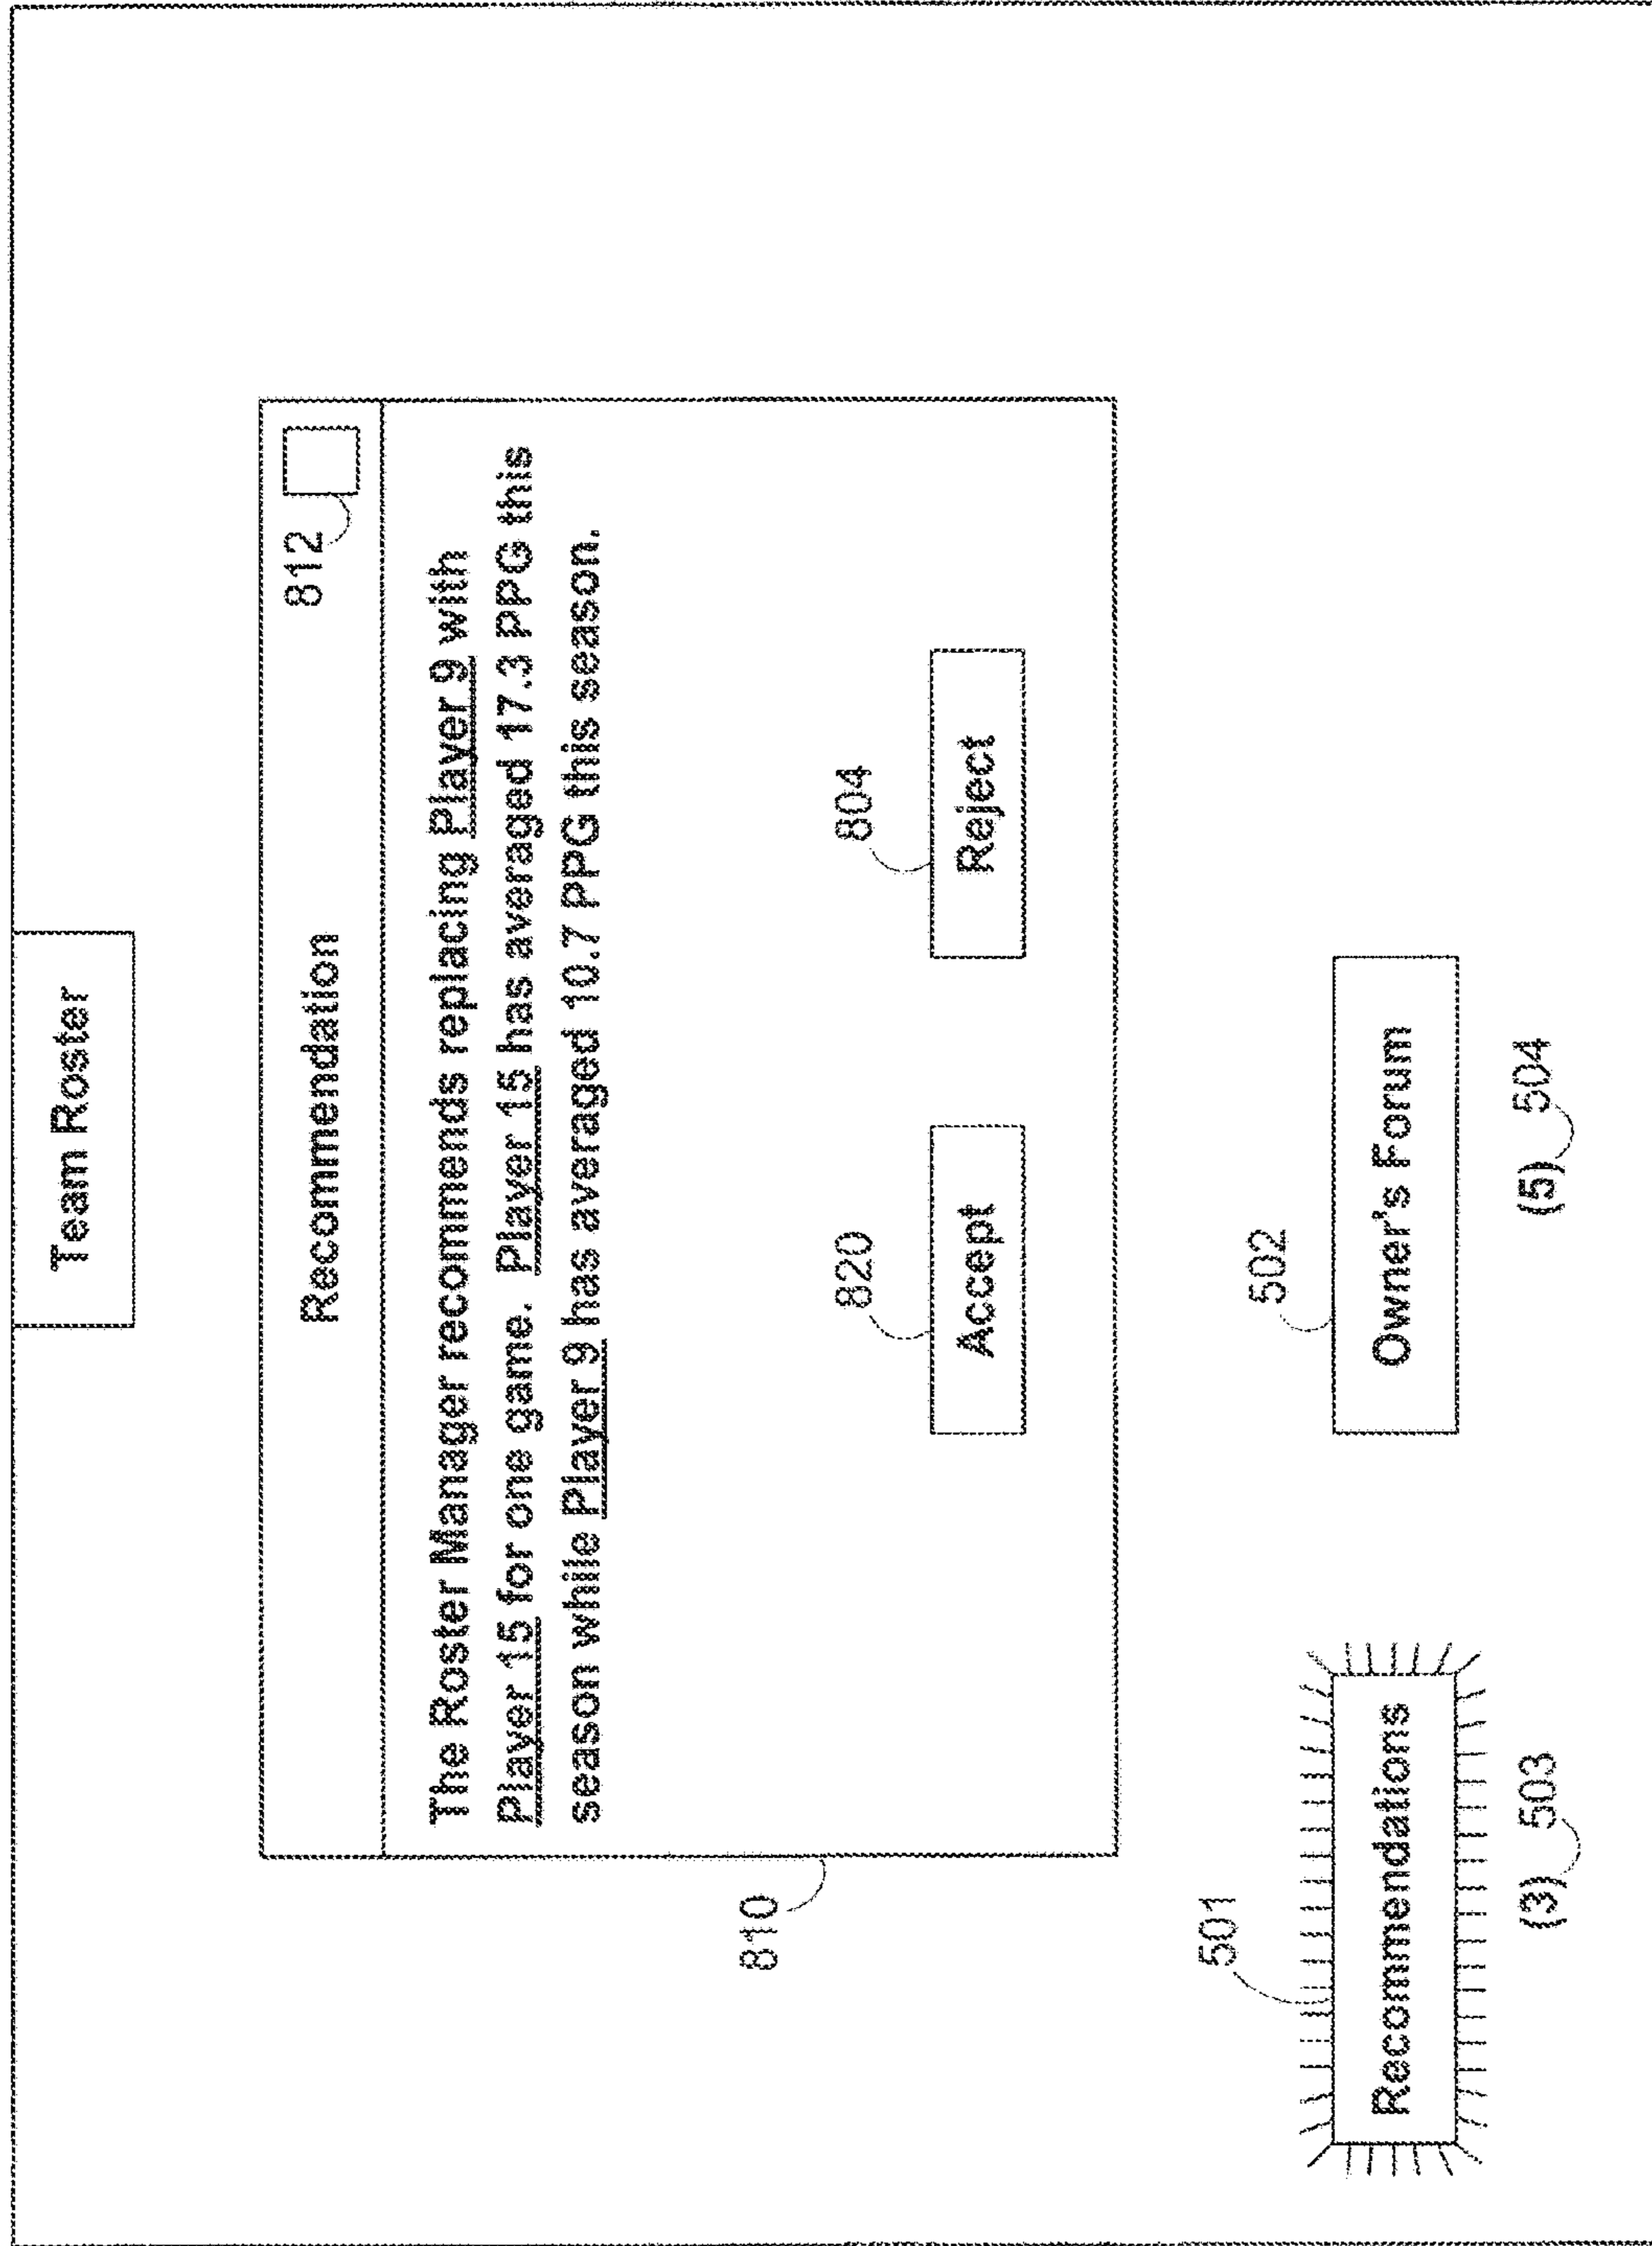 Team Roster
Recommendation
812
The Roster Manager recommends replacing Player 9 with
Player 15 for one game. Player 15 has averaged 17.3 PPG this
season while Player 9 has averaged 10.7 PPG this season.
810
820
804
Accept
Reject
501
502
Recommendations
Owner's Forum
(3) 503
(5) 504